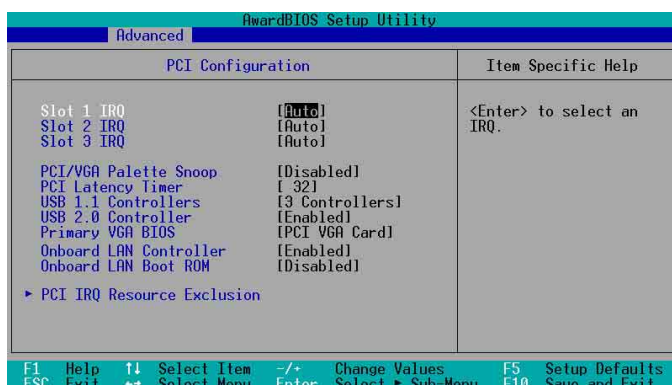 AwardBIOS Setup Utility
Advanced
PCI Configuration
Item Specific Help
Slot 1 IRQ [Auto]
Slot 2 IRQ [Auto]
Slot 3 IRQ [Auto]
<Enter> to select an
IRQ.
PCI/VGA Palette Snoop [Disabled]
PCI Latency Timer [ 32]
USB 1.1 Controllers [3 Controllers]
USB 2.0 Controller [Enabled]
Primary VGA BIOS [PCI VGA Card]
Onboard LAN Controller [Enabled]
Onboard LAN Boot ROM [Disabled]
▶ PCI IRQ Resource Exclusion
F1 Help ↑↓ Select Item -/+ Change Values F5 Setup Defaults
ESC Exit ←→ Select Menu Enter Select ▶ Sub-Menu F10 Save and Exit